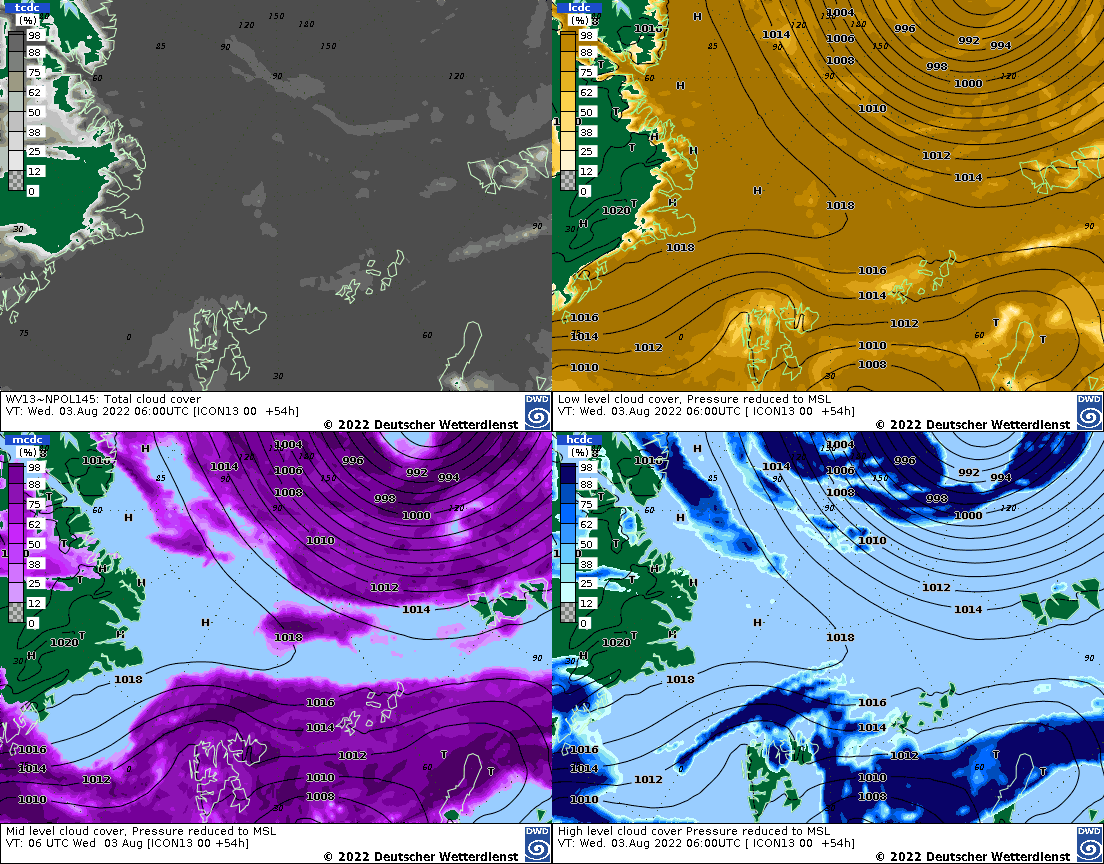 tcdc
(%)
98
88
75
62
50
38
25
12
0
150
120
180
85
90
150
60
90
120
30
90
75
0
60
30
WV13~NPOL145: Total cloud cover
VT: Wed. 03.Aug 2022 06:00UTC [ICON13 00 +54h]
© 2022 Deutscher Wetterdienst
DWD
lcdc
(%)
98
88
75
62
50
38
25
12
0
H
1004
996
1016
1014
120
180
1006
992
994
85
90
150
1008
998
T
60
90
120
1000
H
1010
T
H
T
H
1012
1014
H
T
H
1020
1018
H
30
90
1018
1016
1014
1016
1012
T
1014
0
60
T
1012
1010
1010
1008
30
Low level cloud cover, Pressure reduced to MSL
VT: Wed. 03.Aug 2022 06:00UTC [ ICON13 00 +54h]
© 2022 Deutscher Wetterdienst
DWD
mcdc
(%)
98
88
75
62
50
38
25
12
0
H
1004
996
1016
1014
120
1006
992
994
85
90
150
1008
998
T
60
90
120
1000
H
1010
T
H
T
H
1012
1014
H
T
H
1020
1018
H
30
90
1018
1016
1014
1016
1012
T
1014
0
60
T
1012
1010
1010
1008
30
Mid level cloud cover, Pressure reduced to MSL
VT: 06 UTC Wed 03 Aug [ICON13 00 +54h]
© 2022 Deutscher Wetterdienst
DWD
hcdc
(%)
98
88
75
62
50
38
25
12
0
H
1004
996
1016
1014
120
1006
992
994
85
90
150
1008
998
T
60
90
120
1000
H
1010
T
H
T
H
1012
1014
H
T
H
1020
1018
H
30
90
1018
1016
1014
1016
1012
T
1014
0
60
T
1012
1010
1010
1008
30
High level cloud cover Pressure reduced to MSL
VT: Wed. 03.Aug 2022 06:00UTC [ ICON13 00 +54h]
© 2022 Deutscher Wetterdienst
DWD